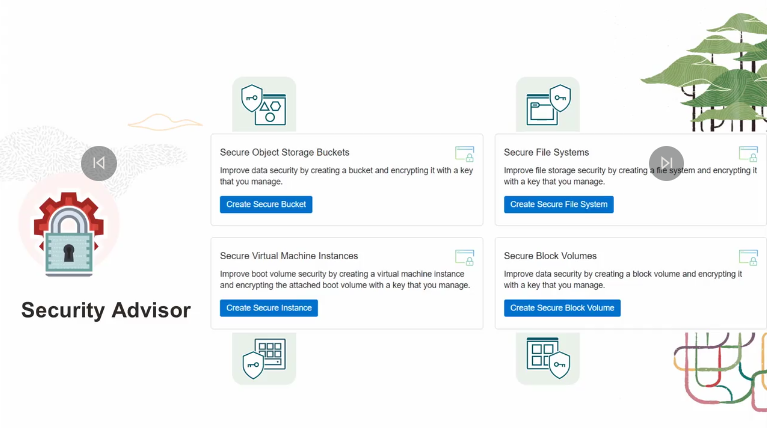 Secure Object Storage Buckets
Improve data security by creating a bucket and encrypting it with a key
that you manage.
Create Secure Bucket
Secure File Systems
Improve file storage security by creating a file system and encrypting it
with a key that you manage.
Create Secure File System
Secure Virtual Machine Instances
Improve boot volume security by creating a virtual machine instance
and encrypting the attached boot volume with a key that you manage.
Create Secure Instance
Secure Block Volumes
Improve data security by creating a block volume and encrypting it
with a key that you manage.
Create Secure Block Volume
Security Advisor